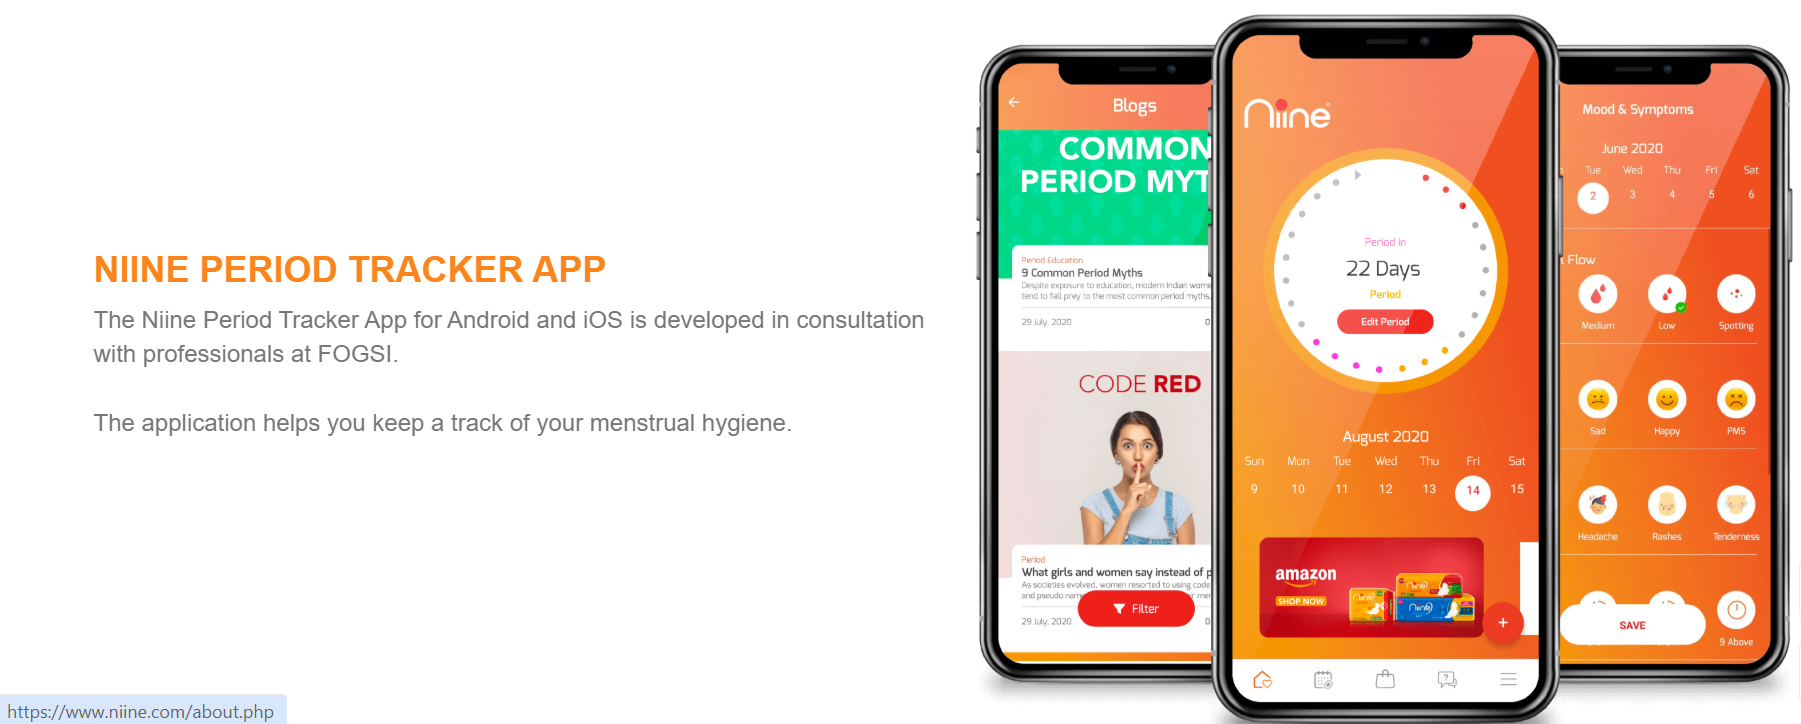 NIINE PERIOD TRACKER APP
The Niine Period Tracker App for Android and iOS is developed in consultation
with professionals at FOGSI.
The application helps you keep a track of your menstrual hygiene.
Blogs
COMMON
PERIOD MYT
Period Education
9 Common Period Myths
Despite exposure to education, modern Indian wome
tend to fall prey to the most common period myths,
29 July, 2020
CODE RED
Period
What girls and women say instead of p
As societies evolved, women resorted to using code
and pseudo nam
Filter
29 July, 2020
niine
Period in
22 Days
Period
Edit Period
August 2020
Sun Mon Tue Wed Thu Fri Sat
9 10 11 12 13 14 15
amazon
SHOP NOW
niine
+
Mood & Symptoms
June 2020
Tue Wed Thu Fri Sat
2 3 4 5 6
Flow
Medium Low Spotting
Sad Happy PMS
Headache Rashes Tenderness
SAVE
9 Above
https://www.niine.com/about.php